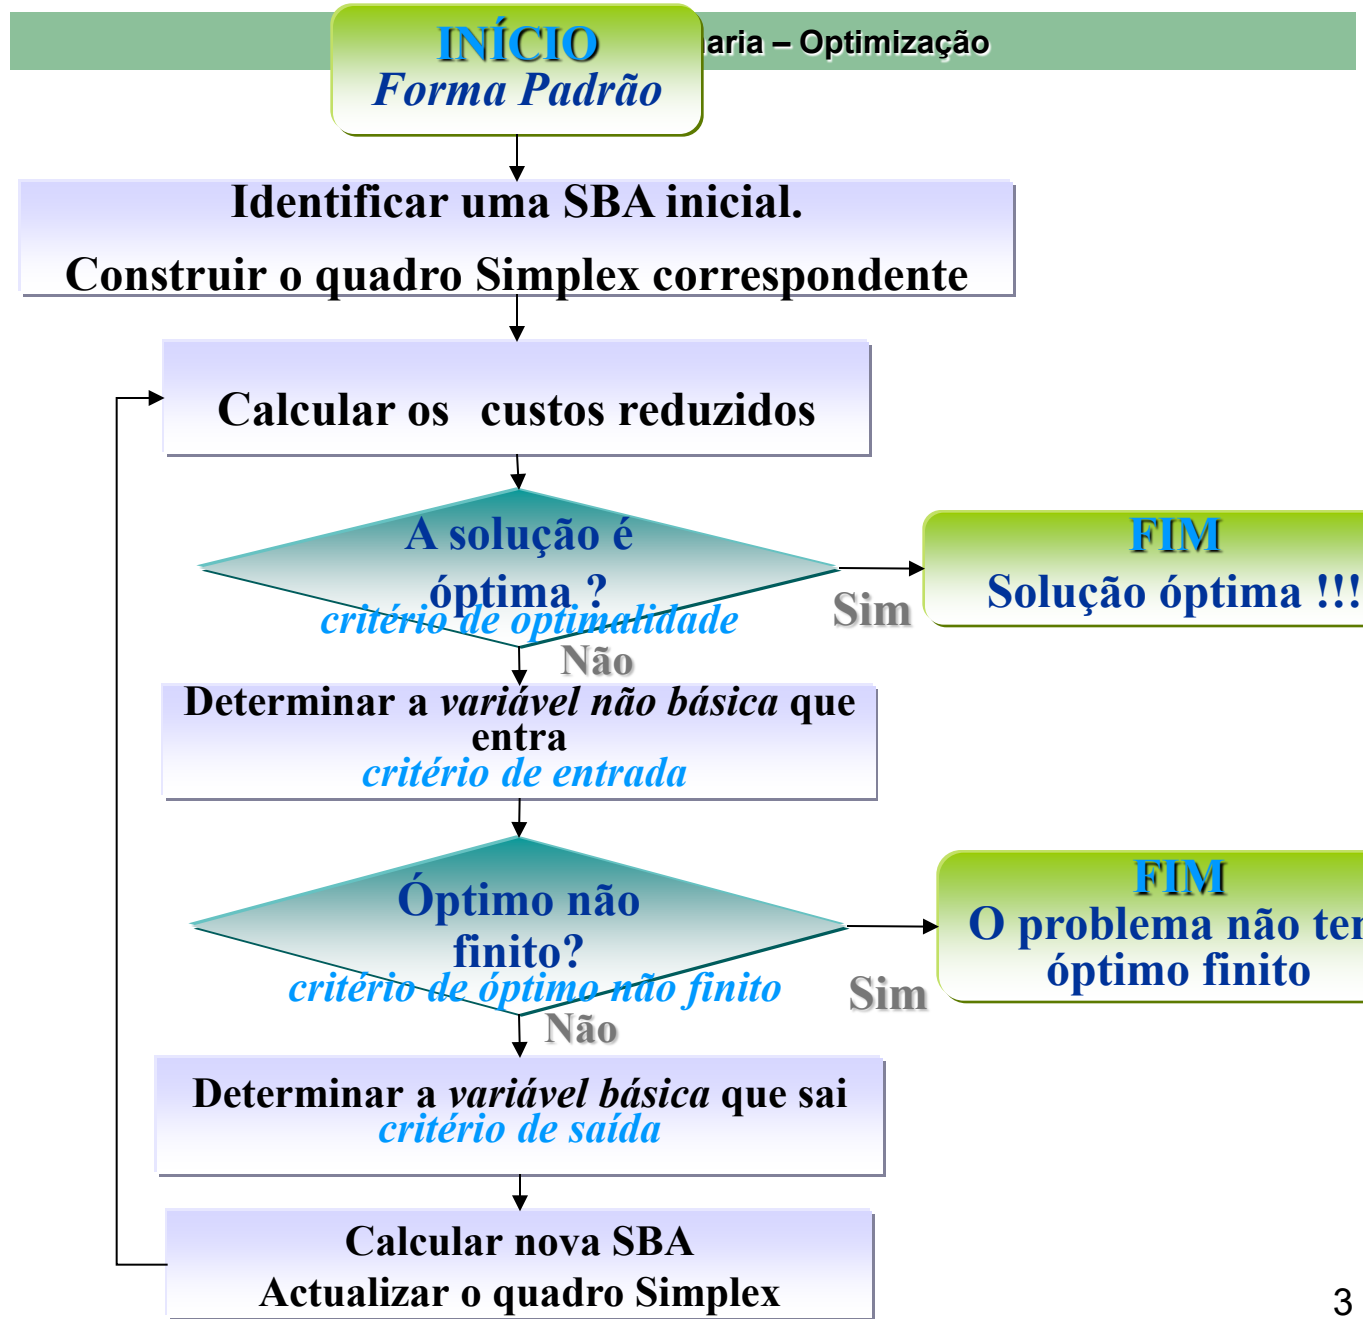 INÍCIO
– Optimização
Forma Padrão
Identificar uma SBA inicial.
Construir o quadro Simplex correspondente
Calcular os custos reduzidos
A solução é
óptima ?
critério de optimalidade
Sim
FIM
Solução óptima !!!
Não
Determinar a variável não básica que
entra
critério de entrada
Óptimo não
finito?
critério de óptimo não finito
Sim
FIM
O problema não
óptimo finito
Não
Determinar a variável básica que sai
critério de saída
Calcular nova SBA
Actualizar o quadro Simplex
3